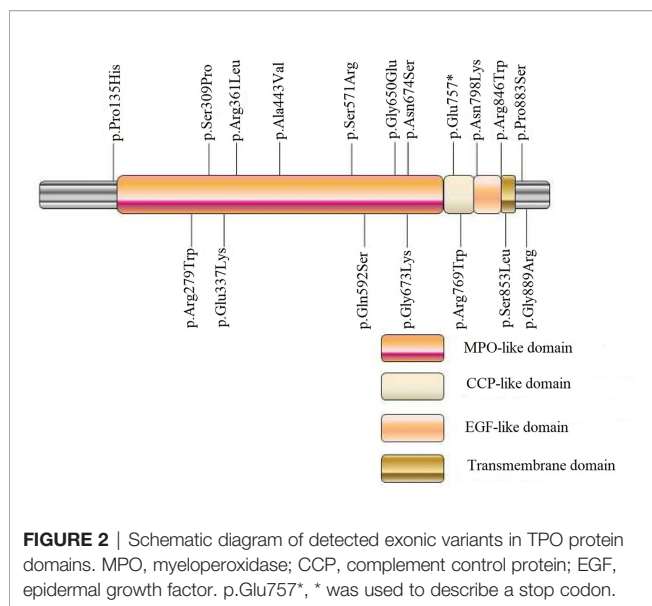 p.Pro135His
p.Ser309Pro
p.Arg361Leu
p.Ala443Val
p.Ser571Arg
p.Gly650Glu
p.Asn674Ser
p.Glu757*
p.Asn798Lys
p.Arg846Trp
p.Pro883Ser
p.Arg279Trp
p.Glu337Lys
p.Gln592Ser
p.Gly673Lys
p.Arg769Trp
p.Ser853Leu
p.Gly889Arg
MPO-like domain
CCP-like domain
EGF-like domain
Transmembrane domain
FIGURE 2 | Schematic diagram of detected exonic variants in TPO protein
domains. MPO, myeloperoxidase; CCP, complement control protein; EGF,
epidermal growth factor. p.Glu757*, * was used to describe a stop codon.